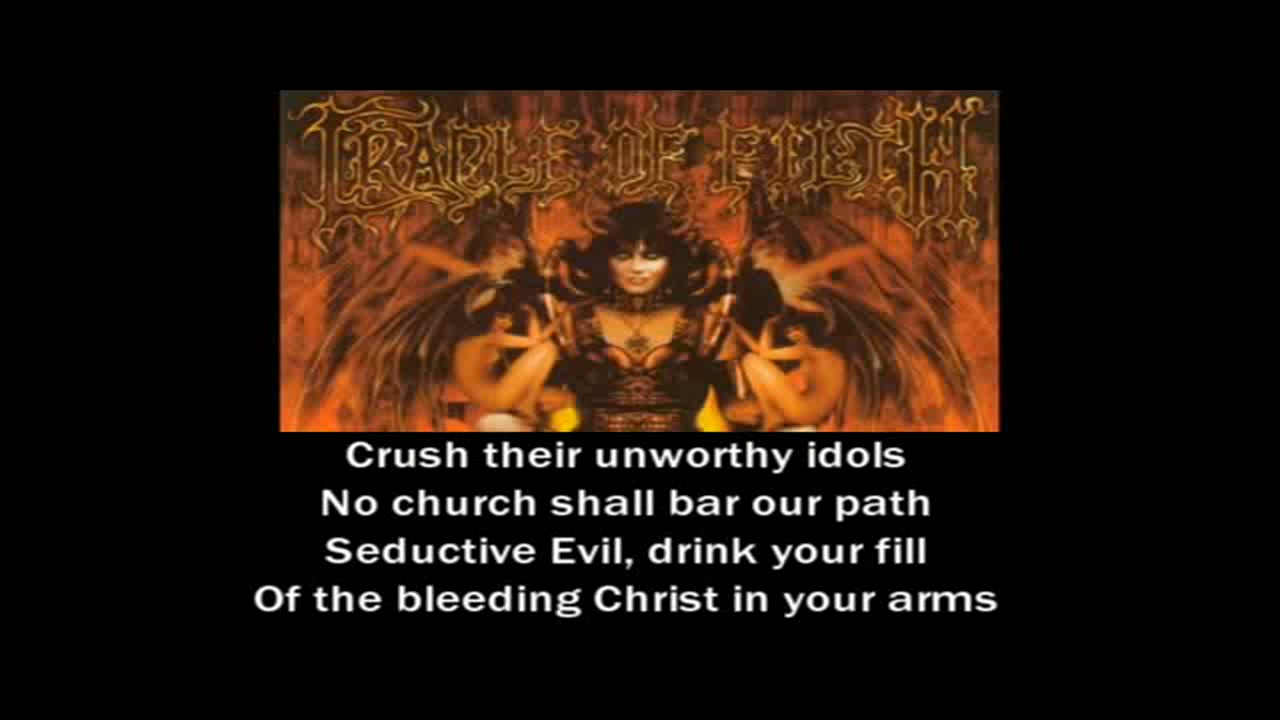 CRADLE OF FILTH
Crush their unworthy idols
No church shall bar our path
Seductive Evil, drink your fill
Of the bleeding Christ in your arms